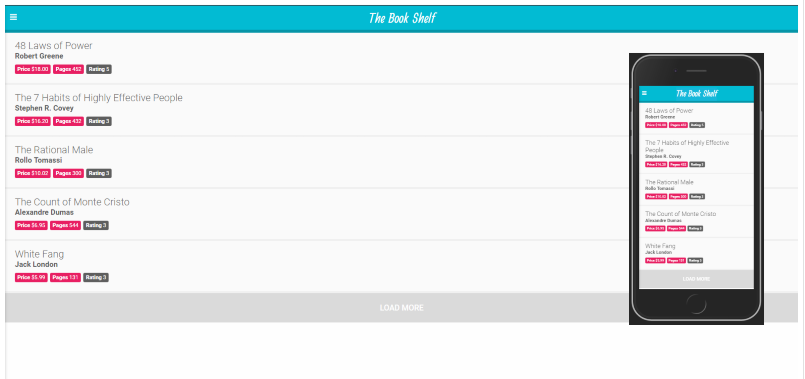 The Book Shelf
48 Laws of Power
Robert Greene
Price $18.00 Pages 452 Rating 5
The 7 Habits of Highly Effective People
Stephen R. Covey
Price $16.20 Pages 432 Rating 3
The Rational Male
Rollo Tomassi
Price $10.02 Pages 300 Rating 3
The Count of Monte Cristo
Alexandre Dumas
Price $6.95 Pages 544 Rating 3
White Fang
Jack London
Price $5.99 Pages 131 Rating 3
LOAD MORE
The Book Shelf
48 Laws of Power
Robert Greene
Price $18.00 Pages 452 Rating 5
The 7 Habits of Highly Effective
People
Stephen R. Covey
Price $16.20 Pages 432 Rating 3
The Rational Male
Rollo Tomassi
Price $10.02 Pages 300 Rating 3
The Count of Monte Cristo
Alexandre Dumas
Price $6.95 Pages 544 Rating 3
White Fang
Jack London
Price $5.99 Pages 131 Rating 3
LOAD MORE